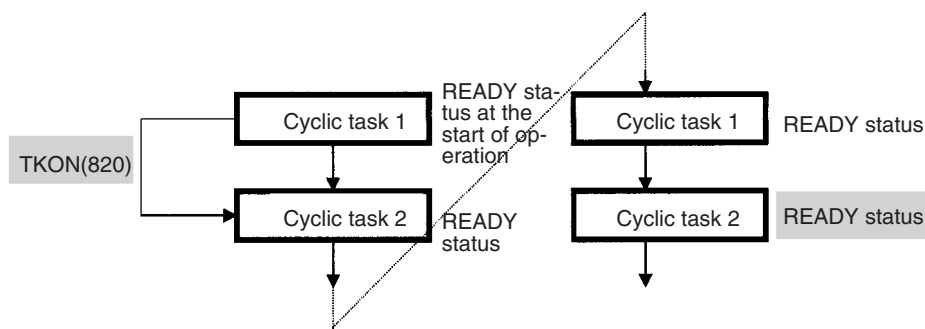 READY sta-
tus at the
start of op-
eration
Cyclic task 1
Cyclic task 1
READY status
TKON(820)
Cyclic task 2
READY
status
Cyclic task 2
READY status